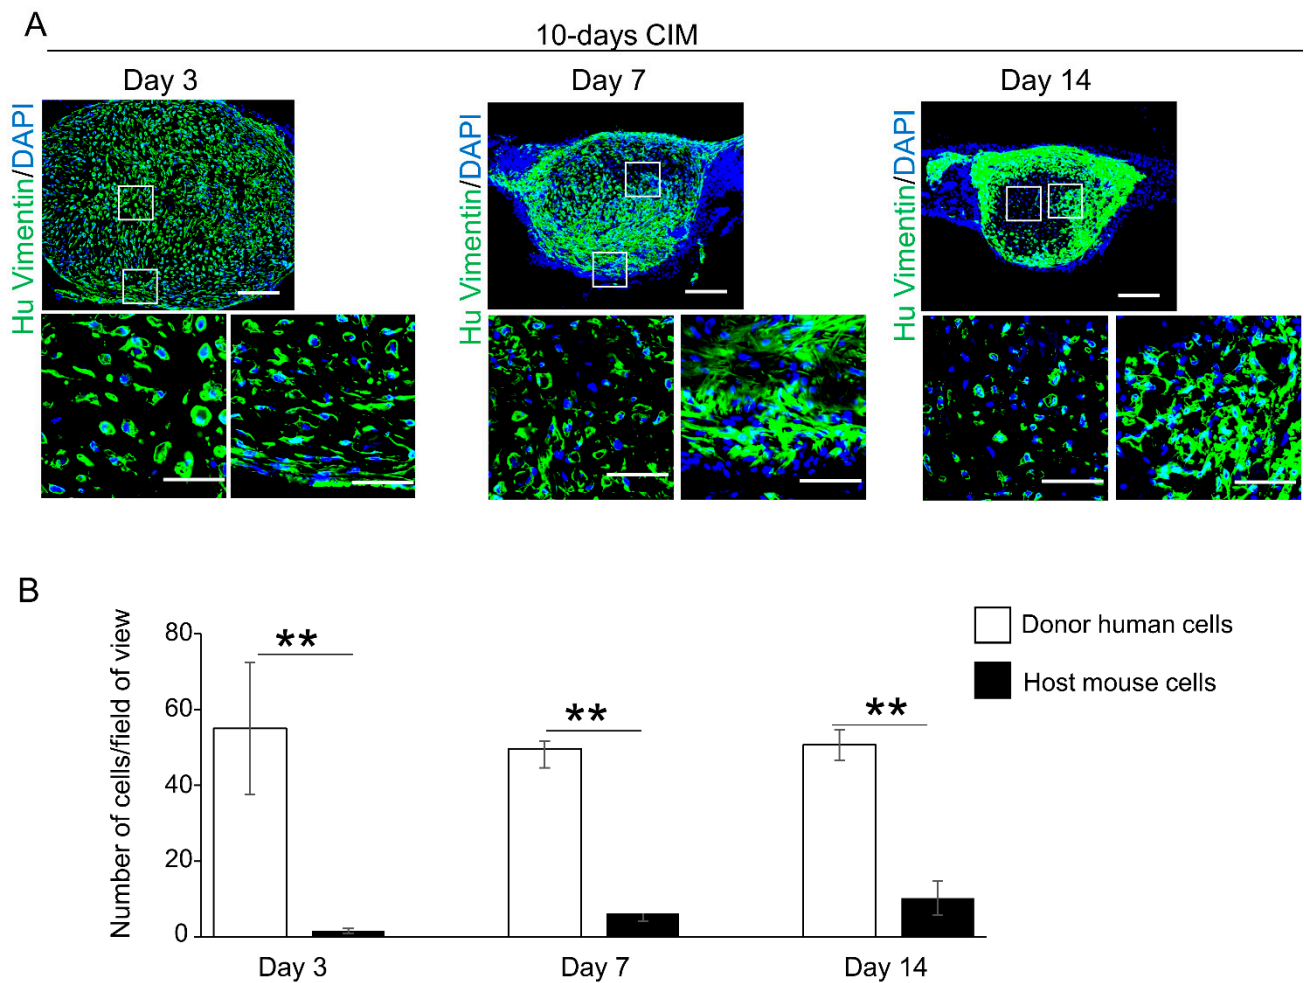 A
10-days CIM
Day 3
Day 7
Day 14
Hu Vimentin/DAPI
Hu Vimentin/DAPI
Hu Vimentin/DAPI
B
Number of cells/field of view
80
60
40
20
0
**
**
**
Day 3
Day 7
Day 14
Donor human cells
Host mouse cells